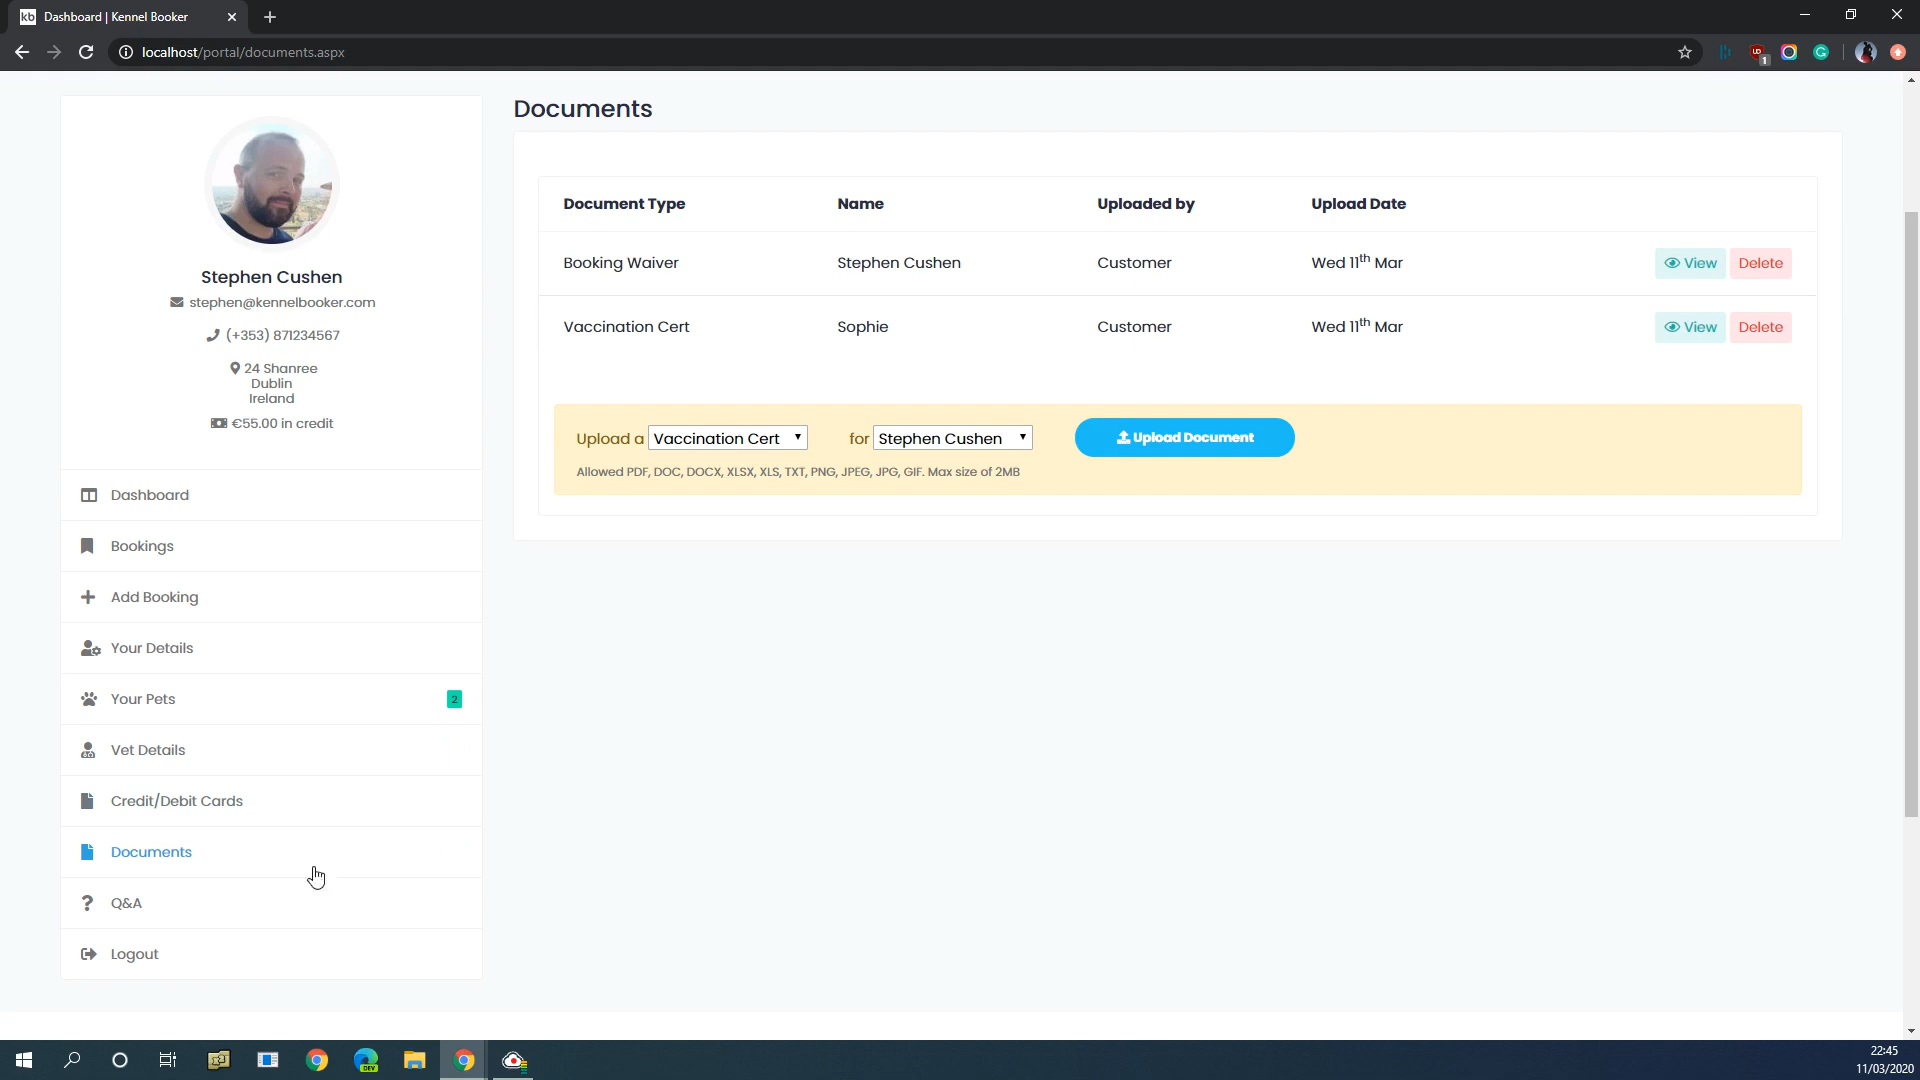 kb Dashboard | Kennel Booker
localhost/portal/documents.aspx
UD 1
G
Documents
Stephen Cushen
stephen@kennelbooker.com
(+353) 871234567
24 Shanree
Dublin
Ireland
€55.00 in credit
Dashboard
Bookings
Add Booking
Your Details
Your Pets 2
Vet Details
Credit/Debit Cards
Documents
Q&A
Logout
Document Type Name Uploaded by Upload Date
Booking Waiver Stephen Cushen Customer Wed 11th Mar View Delete
Vaccination Cert Sophie Customer Wed 11th Mar View Delete
Upload a Vaccination Cert for Stephen Cushen Upload Document
Allowed PDF, DOC, DOCX, XLSX, XLS, TXT, PNG, JPEG, JPG, GIF. Max size of 2MB
DEV
22:45
11/03/2020